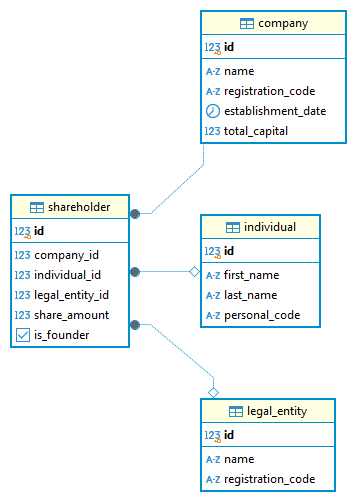 company
123 id
A-Z name
A-Z registration_code
establishment_date
123 total_capital
shareholder
123 id
123 company_id
123 individual_id
123 legal_entity_id
123 share_amount
is_founder
individual
123 id
A-Z first_name
A-Z last_name
A-Z personal_code
legal_entity
123 id
A-Z name
A-Z registration_code